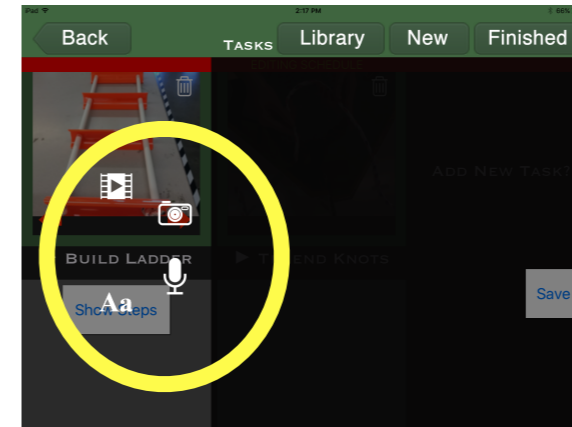 iPad 2:17 PM 66%
Back TASKS Library New Finished
ADD NEW TASK?
BUILD LADDER END KNOTS
Save
Show Steps
Aa